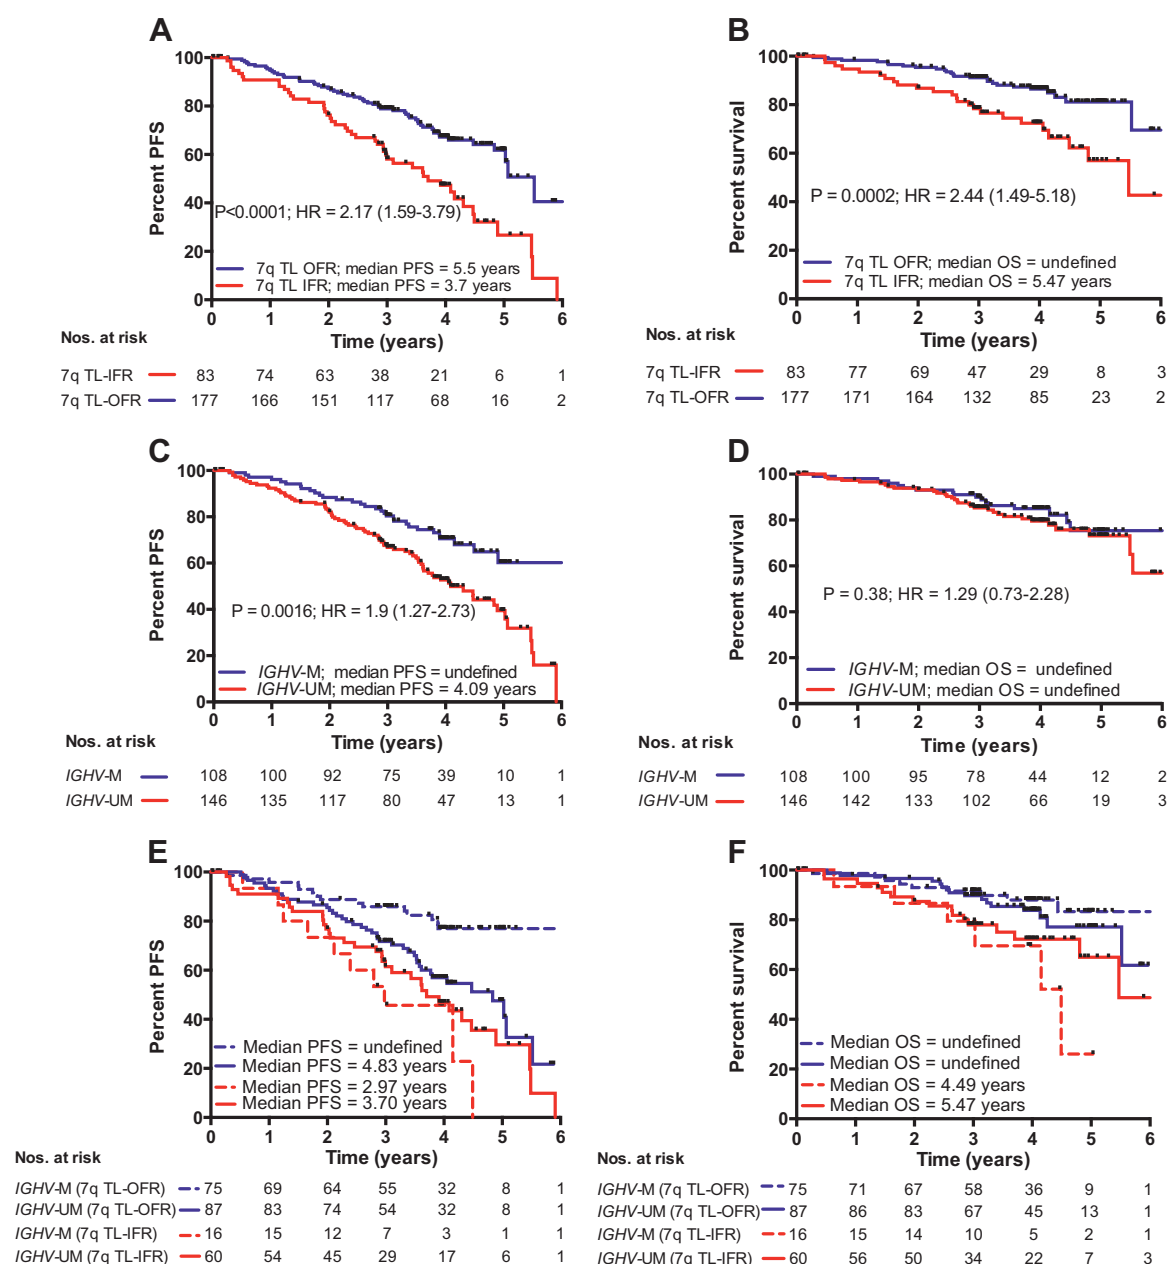 A
Percent PFS
100
80
60
40
20
0
P<0.0001; HR = 2.17 (1.59-3.79)
7q TL OFR; median PFS = 5.5 years
7q TL IFR; median PFS = 3.7 years
0 1 2 3 4 5 6
Time (years)
Nos. at risk
7q TL-IFR 83 74 63 38 21 6 1
7q TL-OFR 177 166 151 117 68 16 2
B
Percent survival
100
80
60
40
20
0
P = 0.0002; HR = 2.44 (1.49-5.18)
7q TL OFR; median OS = undefined
7q TL IFR; median OS = 5.47 years
0 1 2 3 4 5 6
Time (years)
Nos. at risk
7q TL-IFR 83 77 69 47 29 8 3
7q TL-OFR 177 171 164 132 85 23 2
C
Percent PFS
100
80
60
40
20
0
P = 0.0016; HR = 1.9 (1.27-2.73)
IGHV-M; median PFS = undefined
IGHV-UM; median PFS = 4.09 years
0 1 2 3 4 5 6
Time (years)
Nos. at risk
IGHV-M 108 100 92 75 39 10 1
IGHV-UM 146 135 117 80 47 13 1
D
Percent survival
100
80
60
40
20
0
P = 0.38; HR = 1.29 (0.73-2.28)
IGHV-M; median OS = undefined
IGHV-UM; median OS = undefined
0 1 2 3 4 5 6
Time (years)
Nos. at risk
IGHV-M 108 100 95 78 44 12 2
IGHV-UM 146 142 133 102 66 19 3
E
Percent PFS
100
80
60
40
20
0
Median PFS = undefined
Median PFS = 4.83 years
Median PFS = 2.97 years
Median PFS = 3.70 years
0 1 2 3 4 5 6
Time (years)
Nos. at risk
IGHV-M (7q TL-OFR) 75 69 64 55 32 8 1
IGHV-UM (7q TL-OFR) 87 83 74 54 32 8 1
IGHV-M (7q TL-IFR) 16 15 12 7 3 1 1
IGHV-UM (7q TL-IFR) 60 54 45 29 17 6 1
F
Percent survival
100
80
60
40
20
0
Median OS = undefined
Median OS = undefined
Median OS = 4.49 years
Median OS = 5.47 years
0 1 2 3 4 5 6
Time (years)
Nos. at risk
IGHV-M (7q TL-OFR) 75 71 67 58 36 9 1
IGHV-UM (7q TL-OFR) 87 86 83 67 45 13 1
IGHV-M (7q TL-IFR) 16 15 14 10 5 2 1
IGHV-UM (7q TL-IFR) 60 56 50 34 22 7 3